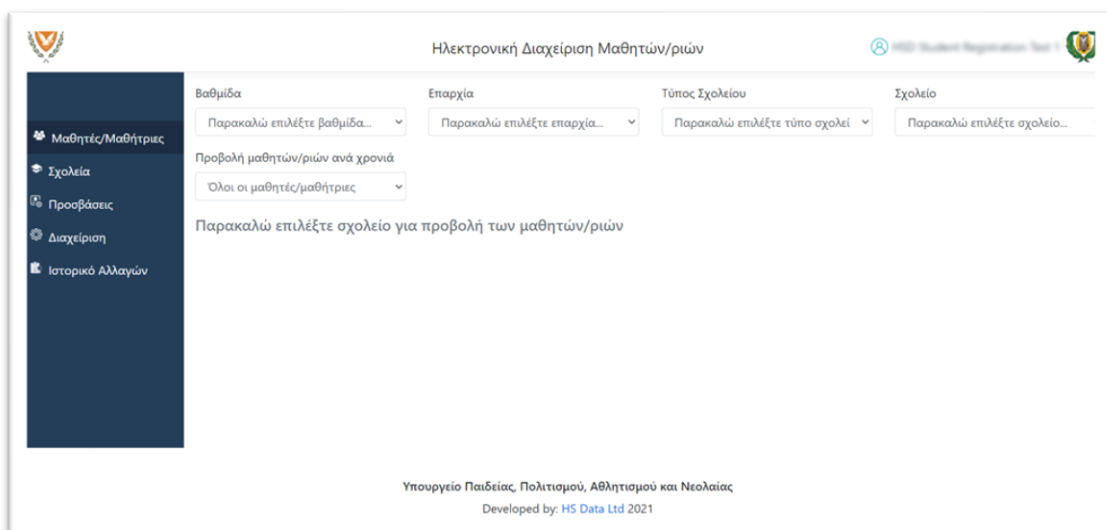 Ηλεκτρονική Διαχείριση Μαθητών/ριών
Βαθμίδα
Επαρχία
Τύπος Σχολείου
Σχολείο
Παρακαλώ επιλέξτε βαθμίδα...
Παρακαλώ επιλέξτε επαρχία...
Παρακαλώ επιλέξτε τύπο σχολεί
Παρακαλώ επιλέξτε σχολείο...
Προβολή μαθητών/ριών ανά χρονιά
Όλοι οι μαθητές/μαθήτριες
Παρακαλώ επιλέξτε σχολείο για προβολή των μαθητών/ριών
Μαθητές/Μαθήτριες
Σχολεία
Προσβάσεις
Διαχείριση
Ιστορικό Αλλαγών
Υπουργείο Παιδείας, Πολιτισμού, Αθλητισμού και Νεολαίας
Developed by: HS Data Ltd 2021